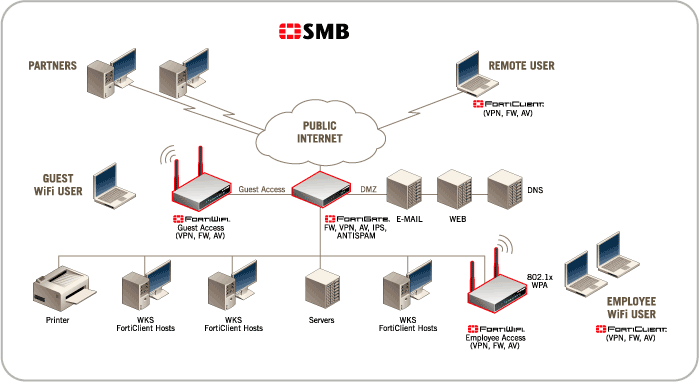 SMB
PARTNERS
REMOTE USER
FORTICLIENT
(VPN, FW, AV)
PUBLIC
INTERNET
GUEST
WiFi USER
Guest Access
DMZ
DNS
FORTIWIFI
Guest Access
(VPN, FW, AV)
FORTIGATE
FW, VPN, AV, IPS,
ANTISPAM
E-MAIL
WEB
802.1x
WPA
Printer
WKS
FortiClient Hosts
WKS
FortiClient Hosts
Servers
WKS
FortiClient Hosts
FORTIWIFI
Employee Access
(VPN, FW, AV)
EMPLOYEE
WiFi USER
FORTICLIENT
(VPN, FW, AV)